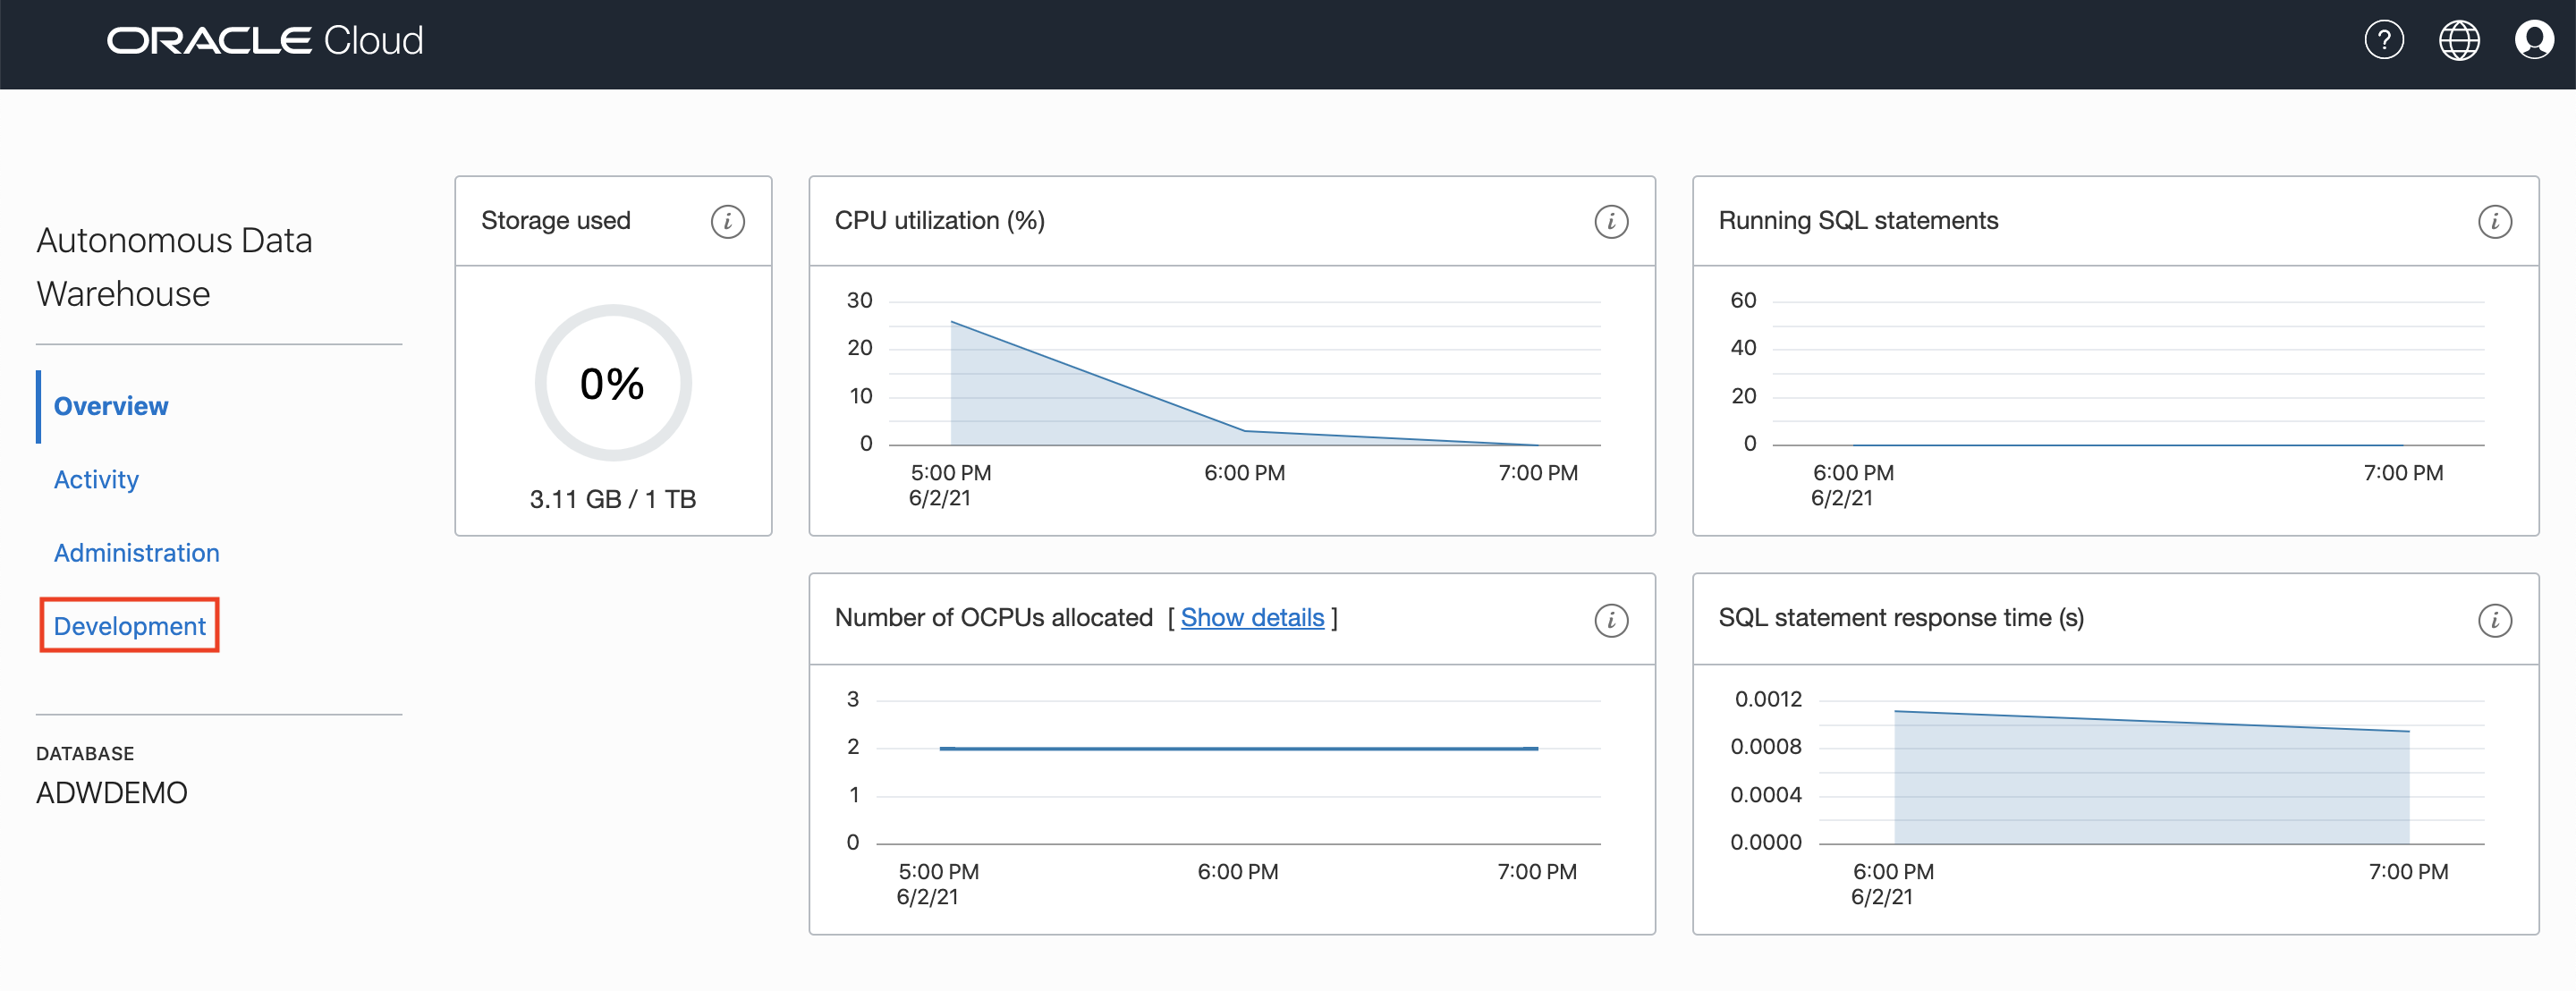 ORACLE Cloud
?
Autonomous Data
Warehouse
Overview
Activity
Administration
Development
DATABASE
ADWDEMO
Storage used
i
0%
3.11 GB / 1 TB
CPU utilization (%)
i
30
20
10
0
5:00 PM
6/2/21
6:00 PM
7:00 PM
Running SQL statements
i
60
40
20
0
6:00 PM
6/2/21
7:00 PM
Number of OCPUs allocated [ Show details ]
i
3
2
1
0
5:00 PM
6/2/21
6:00 PM
7:00 PM
SQL statement response time (s)
i
0.0012
0.0008
0.0004
0.0000
6:00 PM
6/2/21
7:00 PM